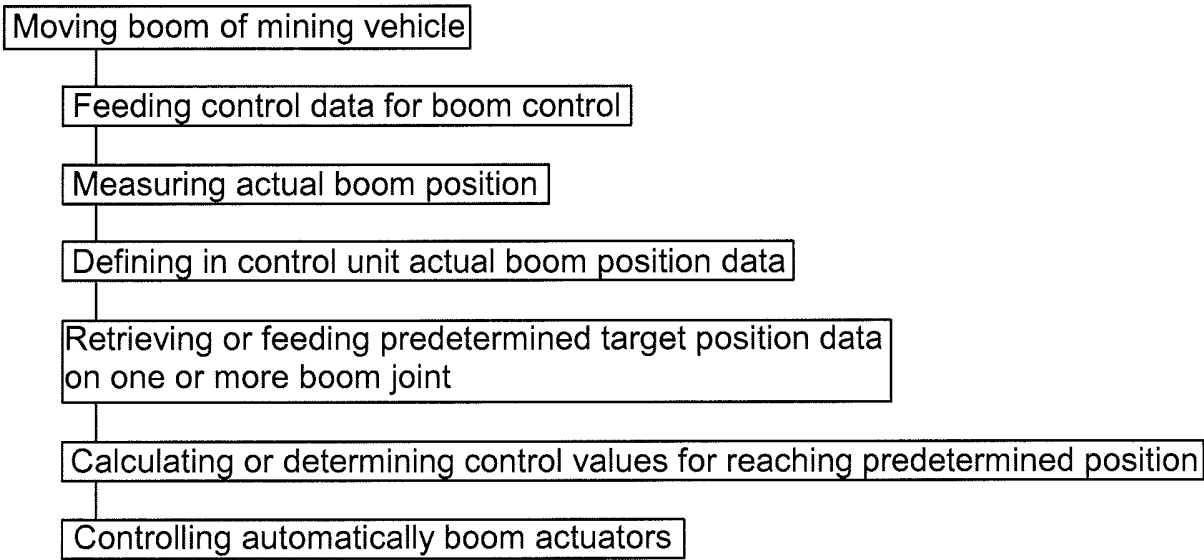 Moving boom of mining vehicle
Feeding control data for boom control
Measuring actual boom position
Defining in control unit actual boom position data
Retrieving or feeding predetermined target position data
on one or more boom joint
Calculating or determining control values for reaching predetermined position
Controlling automatically boom actuators